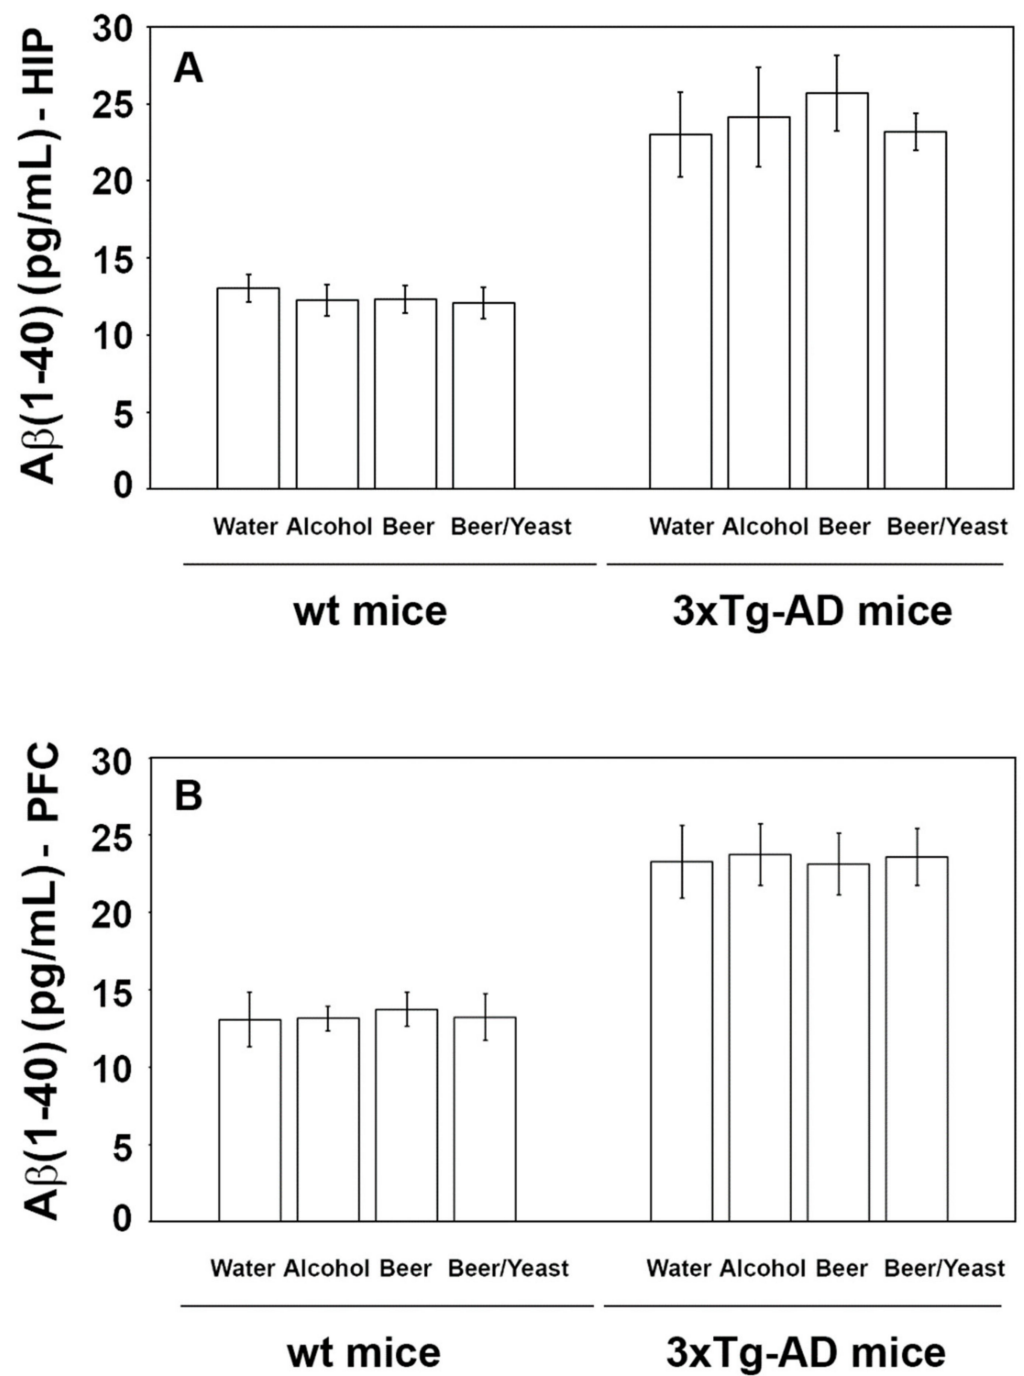 Aβ(1-40) (pg/mL) - HIP
A
30
25
20
15
10
5
0
Water Alcohol Beer Beer/Yeast
Water Alcohol Beer Beer/Yeast
wt mice
3xTg-AD mice
Aβ(1-40) (pg/mL) - PFC
B
30
25
20
15
10
5
0
Water Alcohol Beer Beer/Yeast
Water Alcohol Beer Beer/Yeast
wt mice
3xTg-AD mice